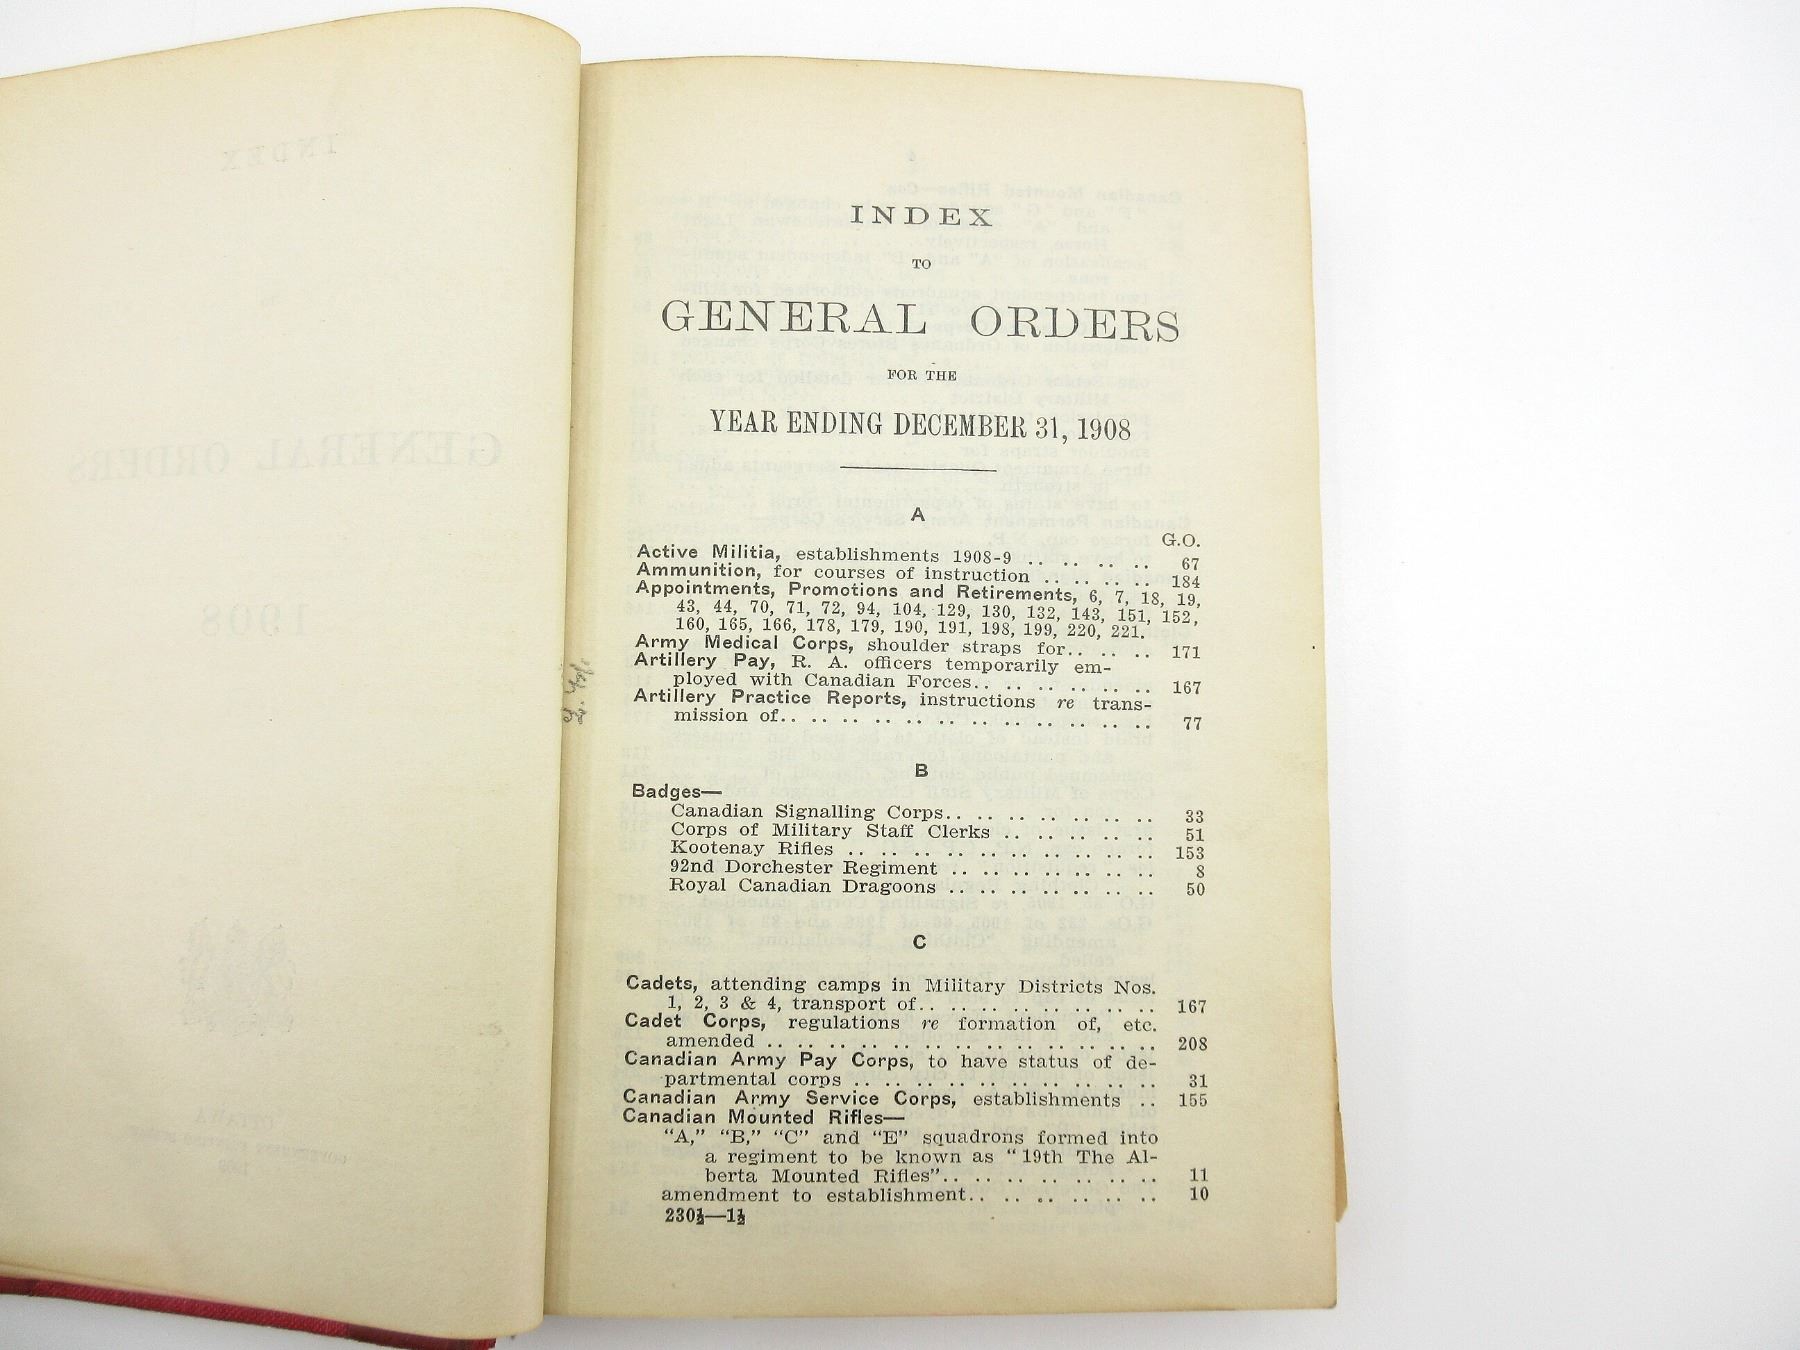 INDEX
TO
GENERAL ORDERS
FOR THE
YEAR ENDING DECEMBER 31, 1908
A
G.O.
Active Militia, establishments 1908-9 .. .. .. .. 67
Ammunition, for courses of instruction .. .. .. .. 184
Appointments, Promotions and Retirements, 6, 7, 18, 19,
43, 44, 70, 71, 72, 94, 104, 129, 130, 132, 143, 151, 152,
160, 165, 166, 178, 179, 190, 191, 198, 199, 220, 221.
Army Medical Corps, shoulder straps for.. .. .. .. 171
Artillery Pay, R. A. officers temporarily em-
ployed with Canadian Forces.. .. .. .. .. .. .. 167
Artillery Practice Reports, instructions re trans-
mission of.. .. .. .. .. .. .. .. .. .. .. .. .. 77
B
Badges—
Canadian Signalling Corps.. .. .. .. .. .. .. .. 33
Corps of Military Staff Clerks .. .. .. .. .. .. 51
Kootenay Rifles .. .. .. .. .. .. .. .. .. .. .. 153
92nd Dorchester Regiment .. .. .. .. .. .. .. .. 8
Royal Canadian Dragoons .. .. .. .. .. .. .. .. 50
C
Cadets, attending camps in Military Districts Nos.
1, 2, 3 & 4, transport of.. .. .. .. .. .. .. .. .. 167
Cadet Corps, regulations re formation of, etc.
amended .. .. .. .. .. .. .. .. .. .. .. .. .. .. 208
Canadian Army Pay Corps, to have status of de-
partmental corps .. .. .. .. .. .. .. .. .. .. .. 31
Canadian Army Service Corps, establishments .. 155
Canadian Mounted Rifles—
"A," "B," "C" and "E" squadrons formed into
a regiment to be known as "19th The Al-
berta Mounted Rifles".. .. .. .. .. .. .. .. 11
amendment to establishment.. .. .. .. .. .. .. 10
230½—1½